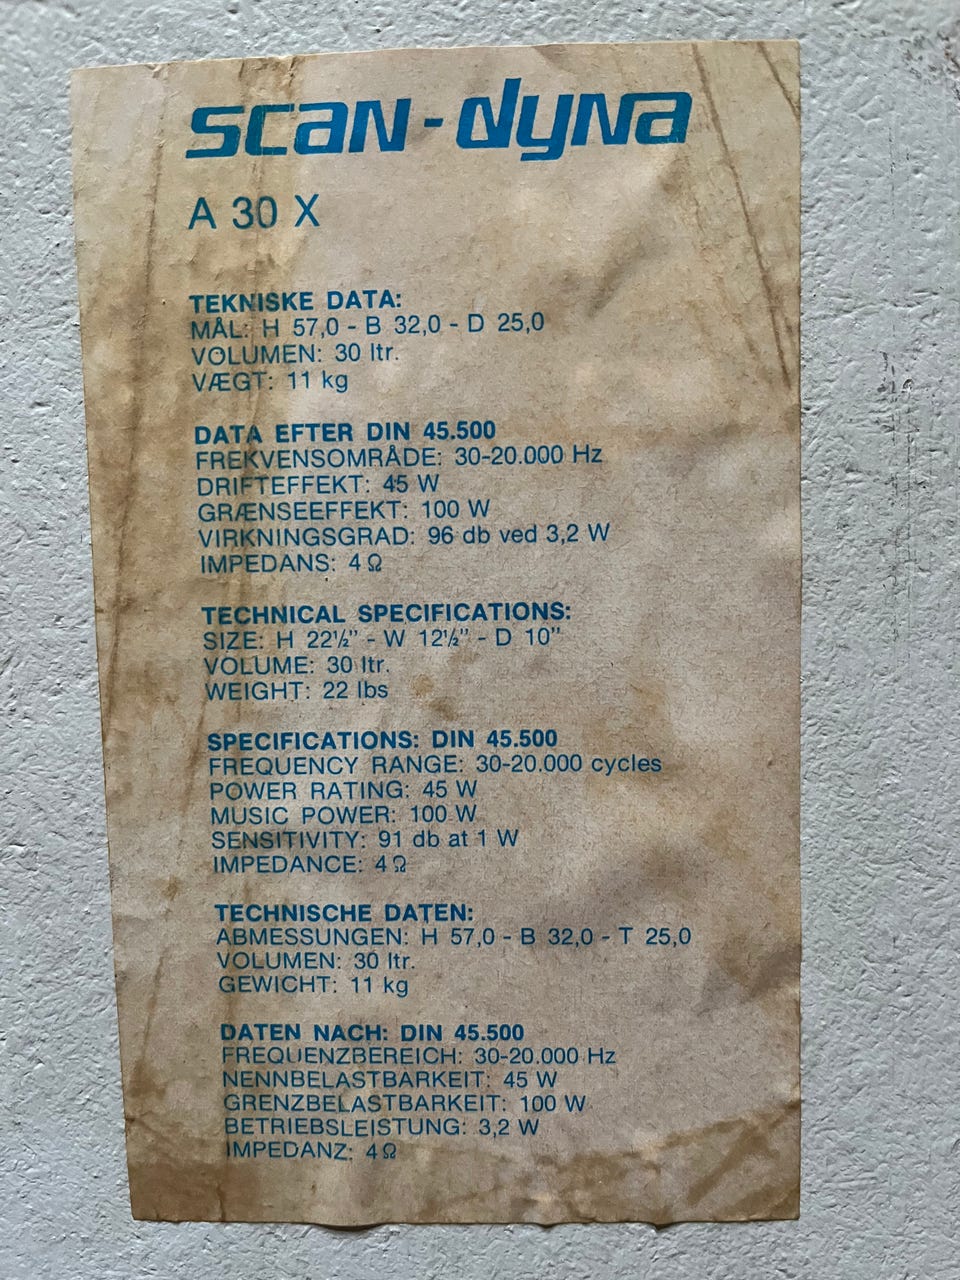 scan-dyna
A 30 X
TEKNISKE DATA:
MÅL: H 57,0 - B 32,0 - D 25,0
VOLUMEN: 30 ltr.
VÆGT: 11 kg
DATA EFTER DIN 45.500
FREKVENSOMRÅDE: 30-20.000 Hz
DRIFTEFFEKT: 45 W
GRÆNSEEFFEKT: 100 W
VIRKNINGSGRAD: 96 db ved 3,2 W
IMPEDANS: 4 Ω
TECHNICAL SPECIFICATIONS:
SIZE: H 22½" - W 12½" - D 10"
VOLUME: 30 ltr.
WEIGHT: 22 lbs
SPECIFICATIONS: DIN 45.500
FREQUENCY RANGE: 30-20.000 cycles
POWER RATING: 45 W
MUSIC POWER: 100 W
SENSITIVITY: 91 db at 1 W
IMPEDANCE: 4 Ω
TECHNISCHE DATEN:
ABMESSUNGEN: H 57,0 - B 32,0 - T 25,0
VOLUMEN: 30 ltr.
GEWICHT: 11 kg
DATEN NACH: DIN 45.500
FREQUENZBEREICH: 30-20.000 Hz
NENNBELASTBARKEIT: 45 W
GRENZBELASTBARKEIT: 100 W
BETRIEBSLEISTUNG: 3,2 W
IMPEDANZ: 4 Ω